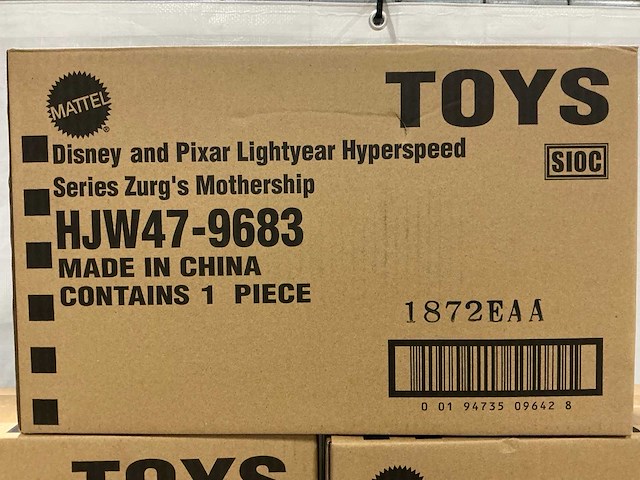 MATTEL®
TOYS
Disney and Pixar Lightyear Hyperspeed
Series Zurg's Mothership
SIOC
HJW47-9683
MADE IN CHINA
CONTAINS 1 PIECE
1872EAA
0 01 94735 09642 8
TOYS